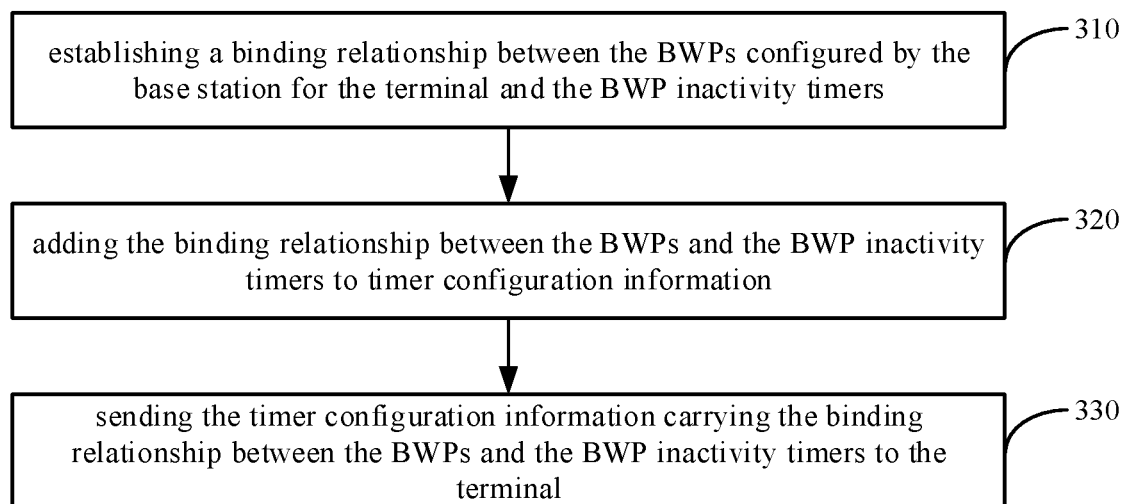 establishing a binding relationship between the BWPs configured by the
base station for the terminal and the BWP inactivity timers
310
adding the binding relationship between the BWPs and the BWP inactivity
timers to timer configuration information
320
sending the timer configuration information carrying the binding
relationship between the BWPs and the BWP inactivity timers to the
terminal
330